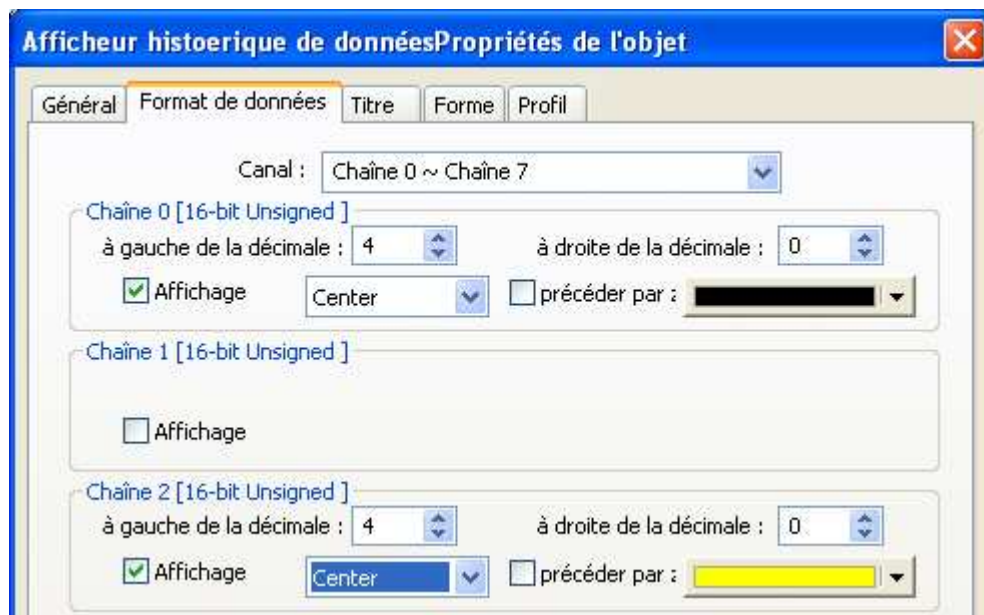 Afficheur histoerique de donnéesPropriétés de l'objet
Général Format de données Titre Forme Profil
Canal : Chaîne 0 ~ Chaîne 7
Chaîne 0 [16-bit Unsigned ]
à gauche de la décimale : 4 à droite de la décimale : 0
Affichage Center précéder par z
Chaîne 1 [16-bit Unsigned ]
Affichage
Chaîne 2 [16-bit Unsigned ]
à gauche de la décimale : 4 à droite de la décimale : 0
Affichage Center précéder par z